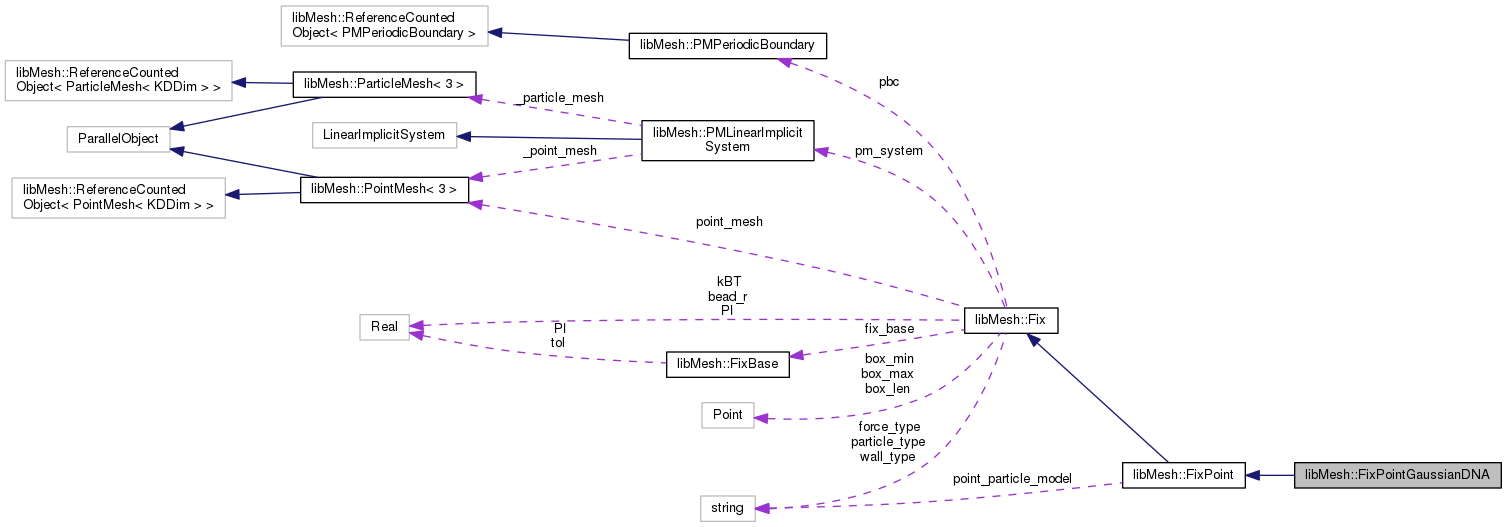 libMesh::ReferenceCounted
Object< PMPeriodicBoundary >
libMesh::PMPeriodicBoundary
libMesh::ReferenceCounted
Object< ParticleMesh< KDDim > >
libMesh::ParticleMesh< 3 >
pbc
_particle_mesh
ParallelObject
LinearImplicitSystem
libMesh::PMLinearImplicit
System
_point_mesh
pm_system
libMesh::ReferenceCounted
Object< PointMesh< KDDim > >
libMesh::PointMesh< 3 >
point_mesh
kBT
bead_r
PI
Real
PI
tol
libMesh::Fix
fix_base
libMesh::FixBase
box_min
box_max
box_len
Point
force_type
particle_type
wall_type
point_particle_model
string
libMesh::FixPoint
libMesh::FixPointGaussianDNA